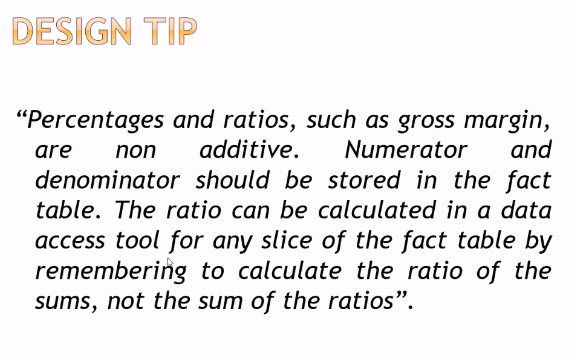 DESIGN TIP
“Percentages and ratios, such as gross margin,
are non additive. Numerator and
denominator should be stored in the fact
table. The ratio can be calculated in a data
access tool for any slice of the fact table by
remembering to calculate the ratio of the
sums, not the sum of the ratios”.